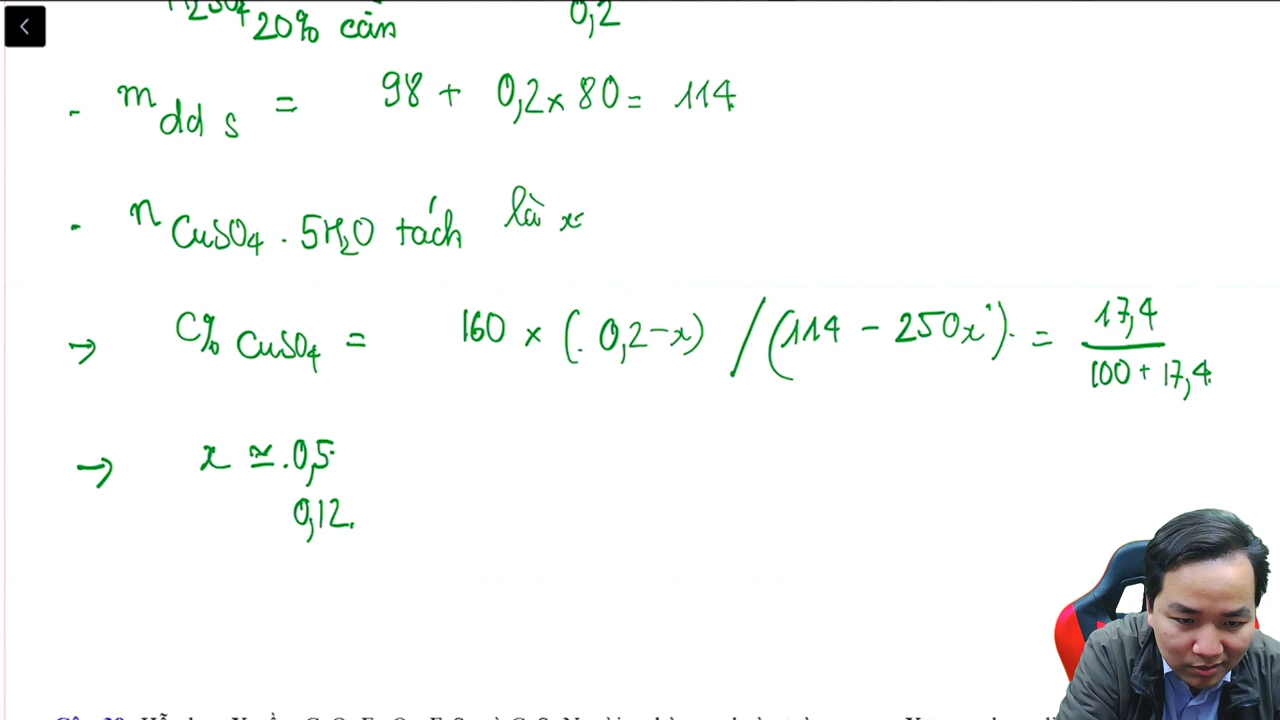 H2SO4 20% cần 0,2
- m dd s = 98 + 0,2 × 80 = 114
- n CuSO4 . 5H2O tách là x
→ C% CuSO4 = 160 × (0,2 - x) / (114 - 250x) = 17,4 / 100 + 17,4
→ x ≅ 0,5
0,12.